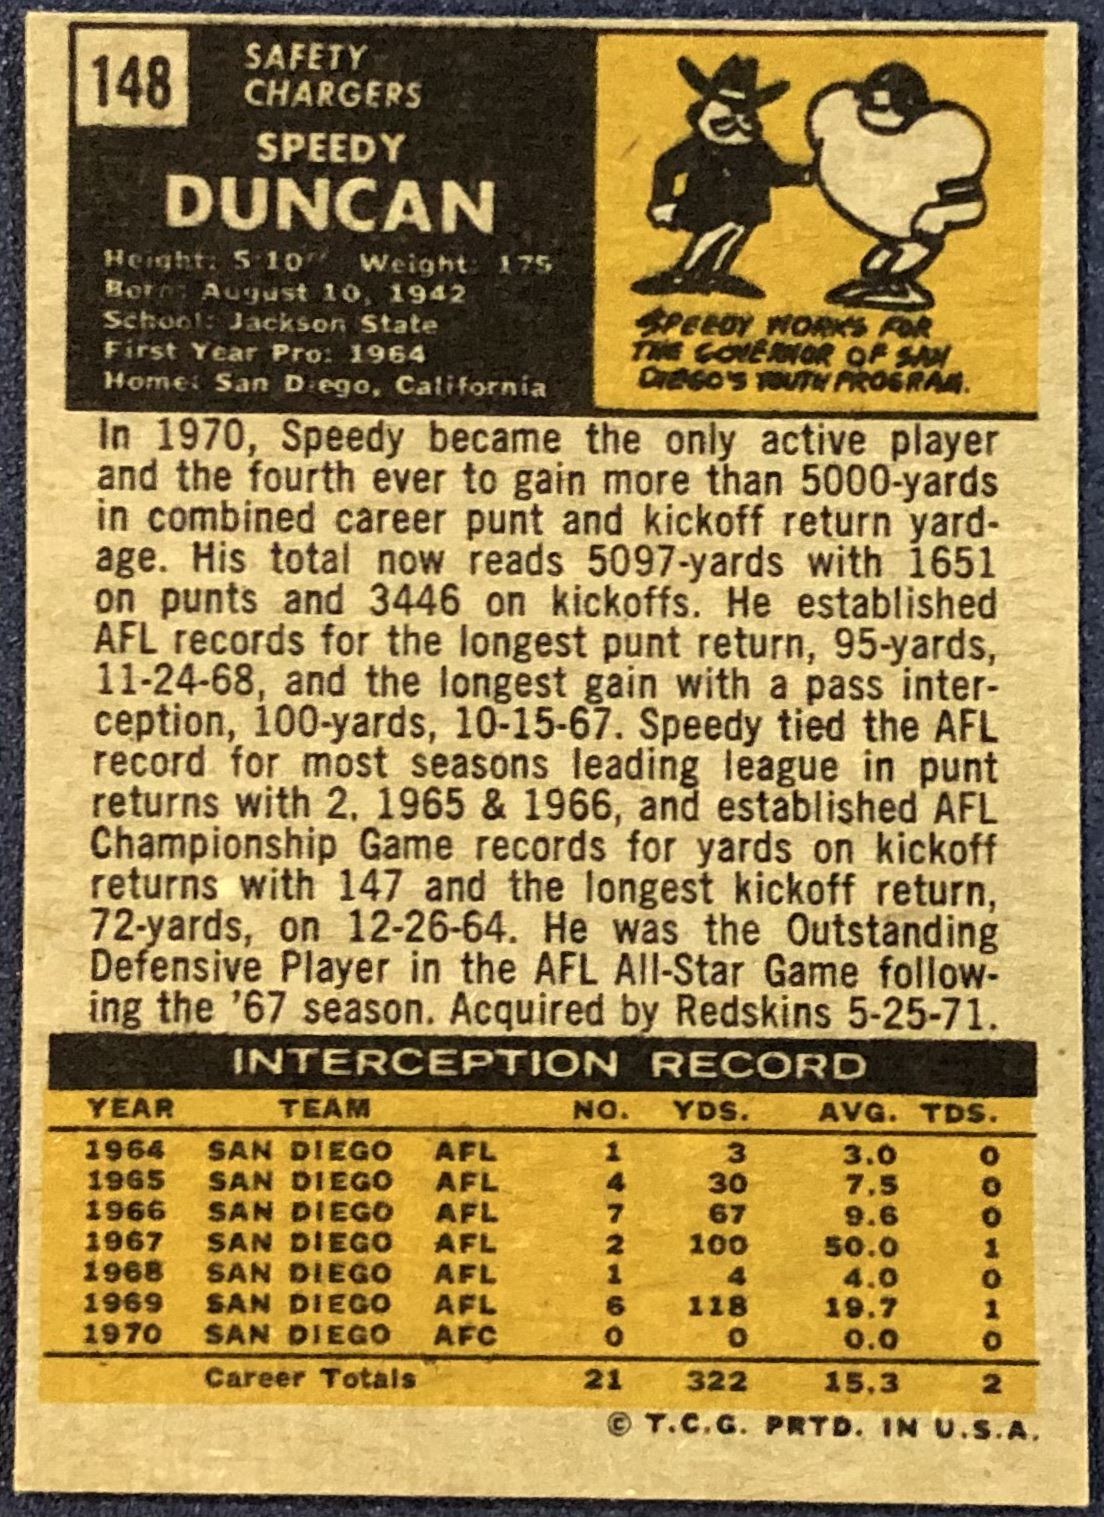 148
SAFETY
CHARGERS
SPEEDY
DUNCAN
Height: 5'10" Weight: 175
Born: August 10, 1942
School: Jackson State
First Year Pro: 1964
Home: San Diego, California
SPEEDY WORKS FOR
THE GOVERNOR OF SAN
DIEGO'S YOUTH PROGRAM.
In 1970, Speedy became the only active player
and the fourth ever to gain more than 5000-yards
in combined career punt and kickoff return yard-
age. His total now reads 5097-yards with 1651
on punts and 3446 on kickoffs. He established
AFL records for the longest punt return, 95-yards,
11-24-68, and the longest gain with a pass inter-
ception, 100-yards, 10-15-67. Speedy tied the AFL
record for most seasons leading league in punt
returns with 2, 1965 & 1966, and established AFL
Championship Game records for yards on kickoff
returns with 147 and the longest kickoff return,
72-yards, on 12-26-64. He was the Outstanding
Defensive Player in the AFL All-Star Game follow-
ing the '67 season. Acquired by Redskins 5-25-71.
INTERCEPTION RECORD
YEAR TEAM NO. YDS. AVG. TDS.
1964 SAN DIEGO AFL 1 3 3.0 0
1965 SAN DIEGO AFL 4 30 7.5 0
1966 SAN DIEGO AFL 7 67 9.6 0
1967 SAN DIEGO AFL 2 100 50.0 1
1968 SAN DIEGO AFL 1 4 4.0 0
1969 SAN DIEGO AFL 6 118 19.7 1
1970 SAN DIEGO AFC 0 0 0.0 0
Career Totals 21 322 15.3 2
© T.C.G. PRTD. IN U.S.A.